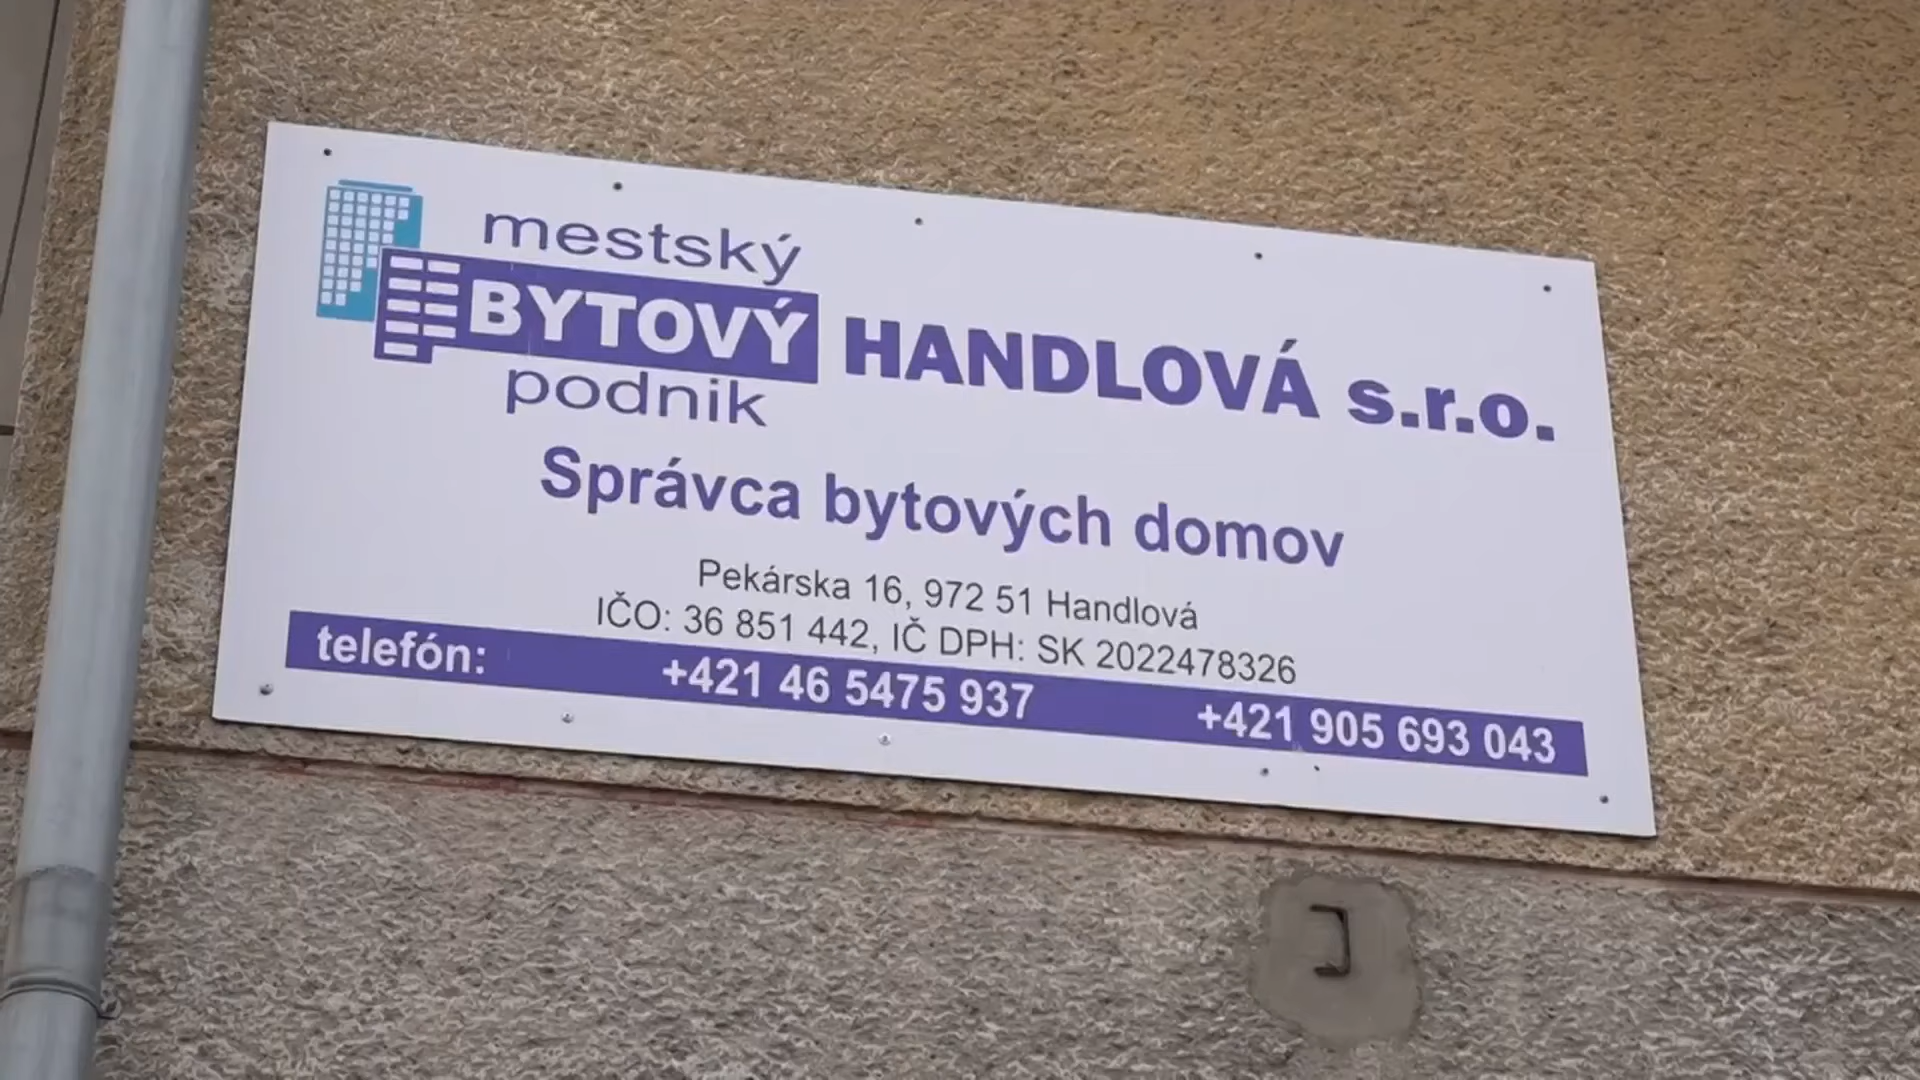 mestský
BYTOVÝ HANDLOVÁ s.r.o.
podnik
Správca bytových domov
Pekárska 16, 972 51 Handlová
IČO: 36 851 442, IČ DPH: SK 2022478326
telefón: +421 46 5475 937 +421 905 693 043